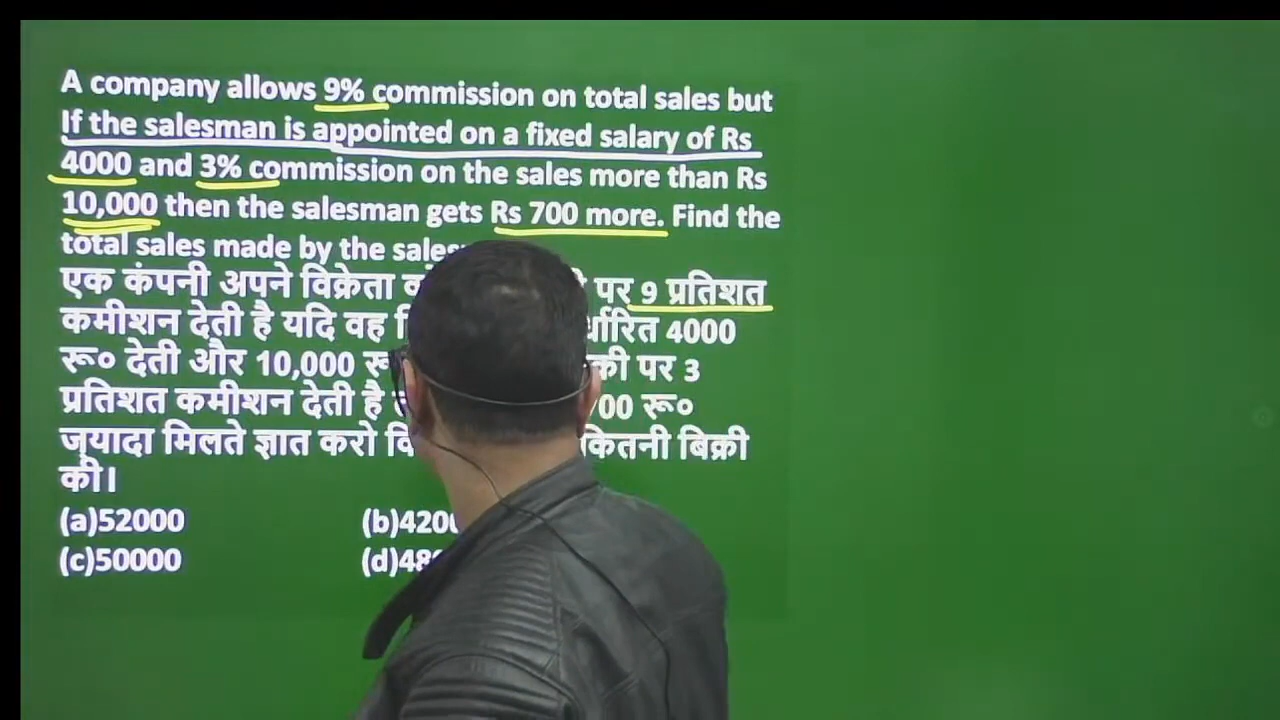 A company allows 9% commission on total sales but
If the salesman is appointed on a fixed salary of Rs
4000 and 3% commission on the sales more than Rs
10,000 then the salesman gets Rs 700 more. Find the
total sales made by the
एक कंपनी अपने विक्रेता पर 9 प्रतिशत
कमीशन देती है यदि वह 4000
रू० देती और 10,000 पर 3
प्रतिशत कमीशन देती है रू०
ज्यादा मिलते ज्ञात करो कितनी बिक्री
की।
(a)52000 (b)
(c)50000 (d)